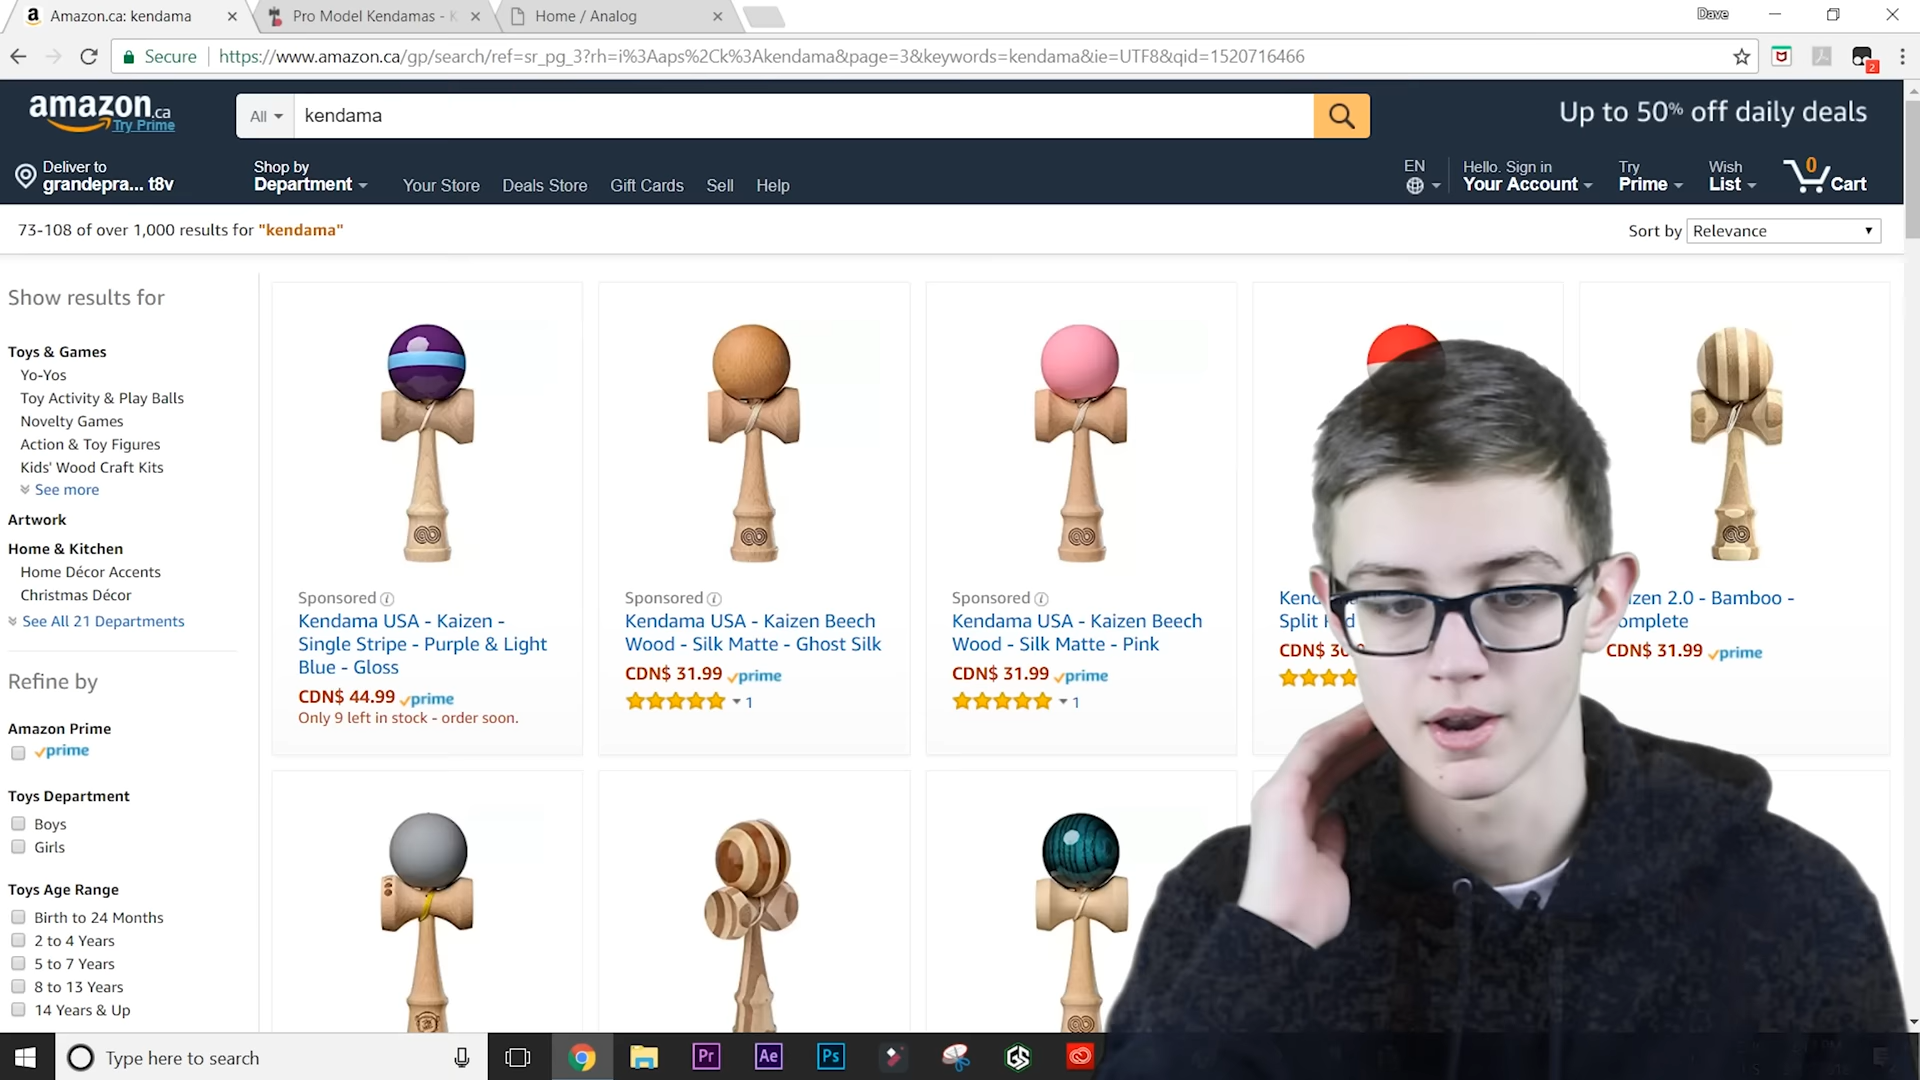 Amazon.ca: kendama
Pro Model Kendamas - K
Home / Analog
Dave
Secure
https://www.amazon.ca/gp/search/ref=sr_pg_3?rh=i%3Aaps%2Ck%3Akendama&page=3&keywords=kendama&ie=UTF8&qid=1520716466
2
amazon.ca
Try Prime
All
kendama
Up to 50% off daily deals
Deliver to
grandepra... t8v
Shop by
Department
Your Store
Deals Store
Gift Cards
Sell
Help
EN
Hello. Sign in
Your Account
Try
Prime
Wish
List
0
Cart
73-108 of over 1,000 results for "kendama"
Sort by
Relevance
Show results for
Toys & Games
Yo-Yos
Toy Activity & Play Balls
Novelty Games
Action & Toy Figures
Kids' Wood Craft Kits
See more
Artwork
Home & Kitchen
Home Décor Accents
Christmas Décor
See All 21 Departments
Refine by
Amazon Prime
prime
Toys Department
Boys
Girls
Toys Age Range
Birth to 24 Months
2 to 4 Years
5 to 7 Years
8 to 13 Years
14 Years & Up
Sponsored
Kendama USA - Kaizen -
Single Stripe - Purple & Light
Blue - Gloss
CDN$ 44.99 prime
Only 9 left in stock - order soon.
Sponsored
Kendama USA - Kaizen Beech
Wood - Silk Matte - Ghost Silk
CDN$ 31.99 prime
1
Sponsored
Kendama USA - Kaizen Beech
Wood - Silk Matte - Pink
CDN$ 31.99 prime
1
Split
CDN$
2.0 - Bamboo -
CDN$ 31.99 prime
Type here to search
Pr
Ae
Ps
GS